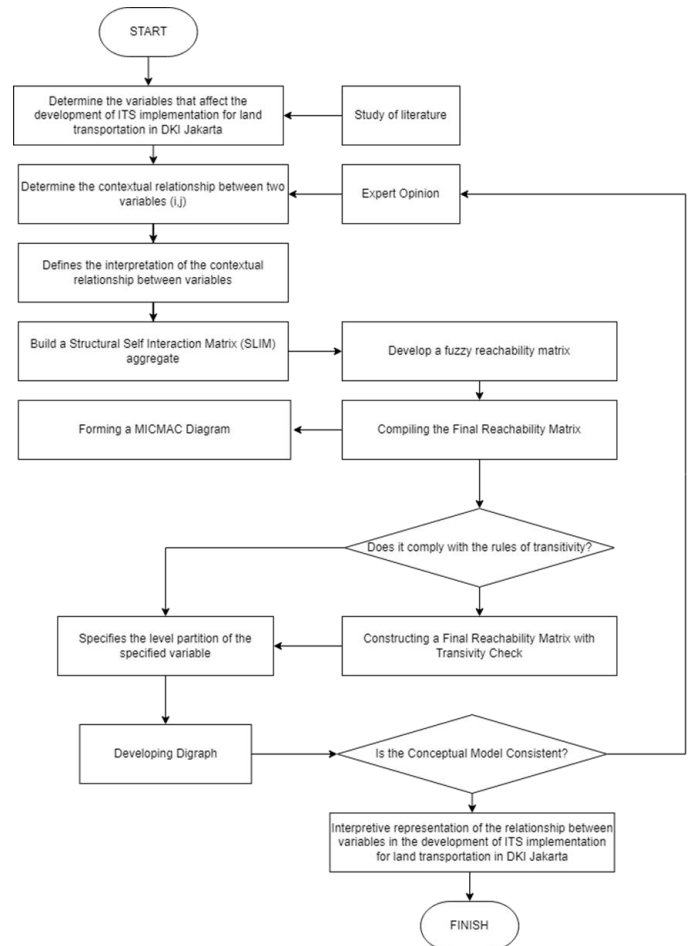 START
Determine the variables that affect the
development of ITS implementation for land
transportation in DKI Jakarta
Study of literature
Determine the contextual relationship between two
variables (i,j)
Expert Opinion
Defines the interpretation of the contextual
relationship between variables
Build a Structural Self Interaction Matrix (SLIM)
aggregate
Develop a fuzzy reachability matrix
Forming a MICMAC Diagram
Compiling the Final Reachability Matrix
Does it comply with the rules of transitivity?
Specifies the level partition of the
specified variable
Constructing a Final Reachability Matrix with
Transivity Check
Developing Digraph
Is the Conceptual Model Consistent?
Interpretive representation of the relationship between
variables in the development of ITS implementation
for land transportation in DKI Jakarta
FINISH